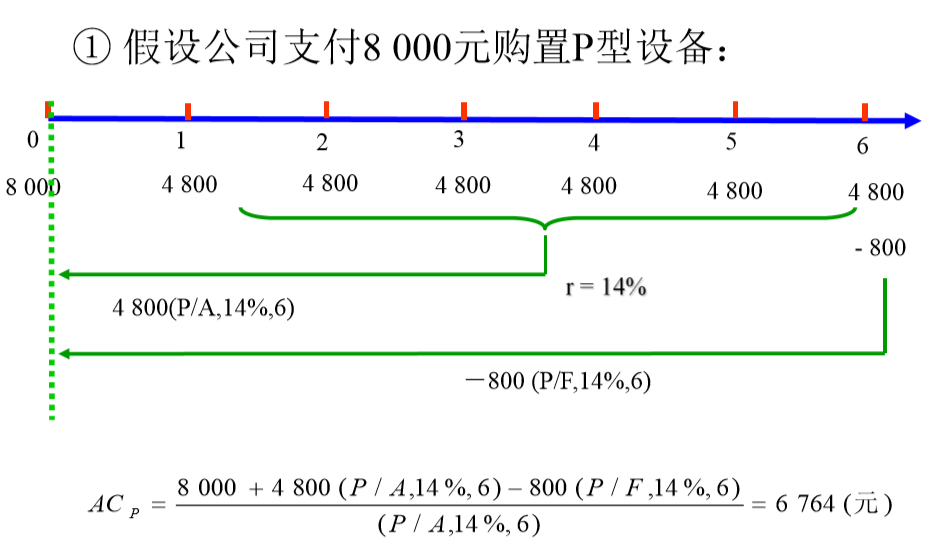 ① 假设公司支付8 000元购置P型设备：
0 1 2 3 4 5 6
8 000 4 800 4 800 4 800 4 800 4 800 4 800
- 800
r = 14%
4 800(P/A,14%,6)
－800 (P/F,14%,6)
AC P = 8 000 + 4 800 (P / A,14 %, 6) – 800 (P / F ,14 %, 6) / (P / A,14 %, 6) = 6 764 (元)